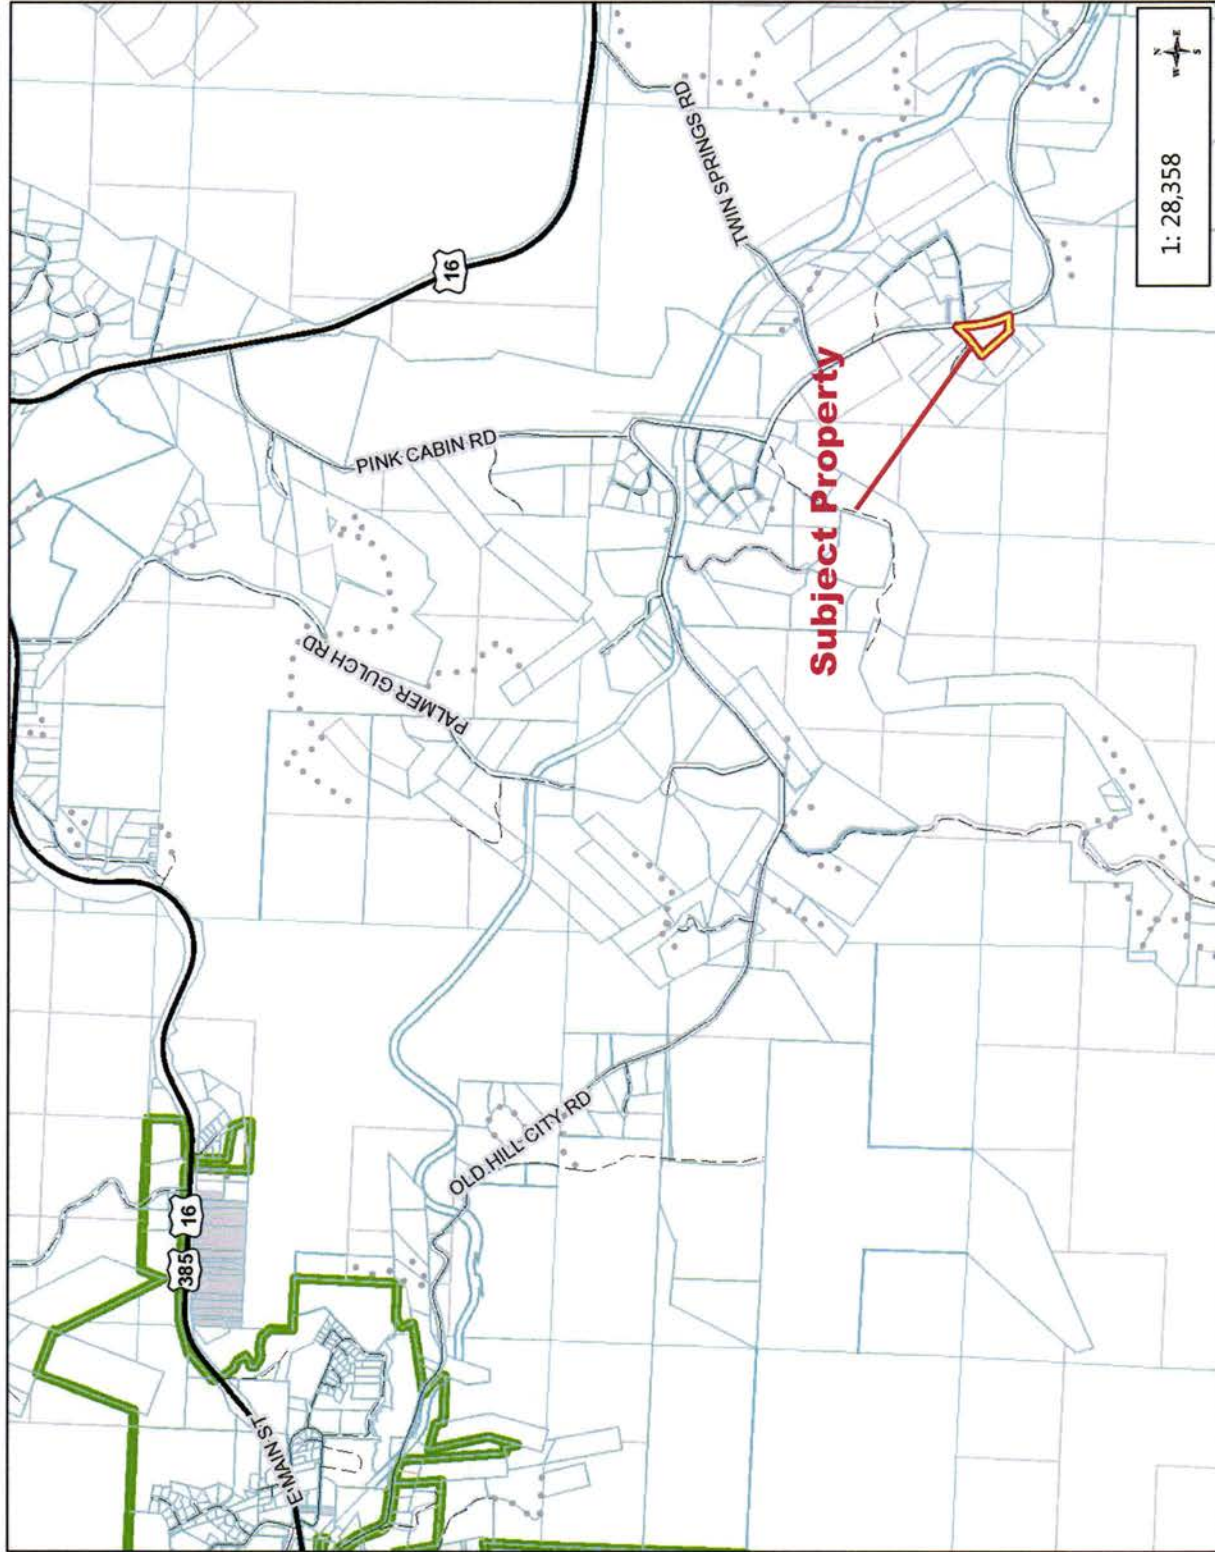 TWIN SPRINGS RD
16
PINK CABIN RD
PALMER GULCH RD
Subject Property
OLD HILL CITY RD
16
385
E MAIN ST
1: 28,358
N
W
E
S